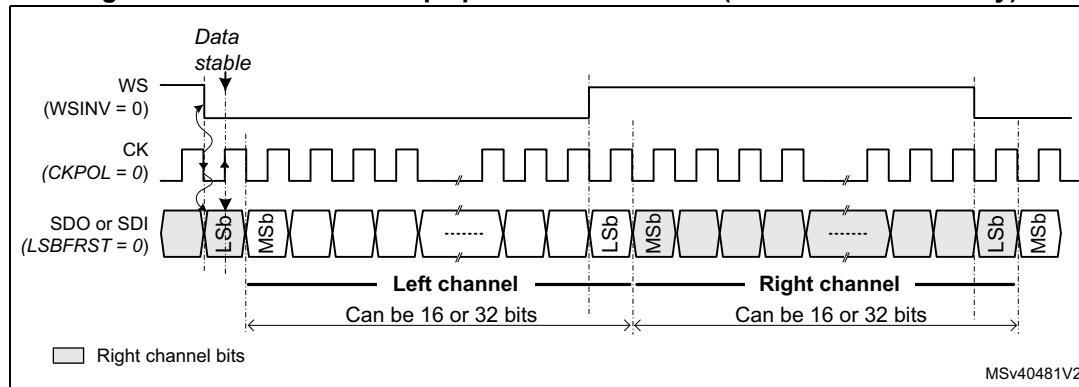 Data
stable
WS
(WSINV = 0)
CK
(CKPOL = 0)
SDO or SDI
(LSBFRST = 0)
LSb MSb LSb MSb LSb MSb
Left channel Right channel
Can be 16 or 32 bits Can be 16 or 32 bits
Right channel bits
MSv40481V2